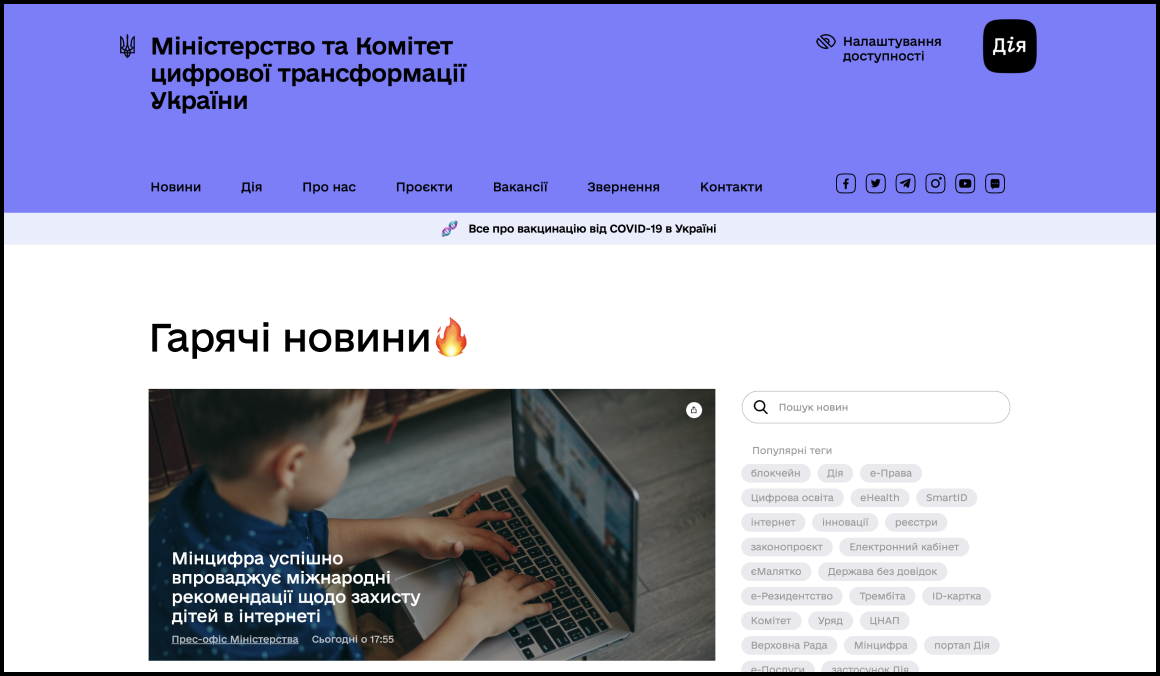 Міністерство та Комітет
цифрової трансформації
України
Налаштування
доступності
Дія
Новини Дія Про нас Проєкти Вакансії Звернення Контакти
Все про вакцинацію від COVID-19 в Україні
Гарячі новини
Мінцифра успішно
впроваджує міжнародні
рекомендації щодо захисту
дітей в інтернеті
Прес-офіс Міністерства Сьогодні о 17:55
Пошук новин
Популярні теги
блокчейн Дія е-Права
Цифрова освіта eHealth SmartID
інтернет інновації реєстри
законопроєкт Електронний кабінет
єМалятко Держава без довідок
е-Резидентство Трембіта ID-картка
Комітет Уряд ЦНАП
Верховна Рада Мінцифра портал Дія
е-Послуги застосунок Дія